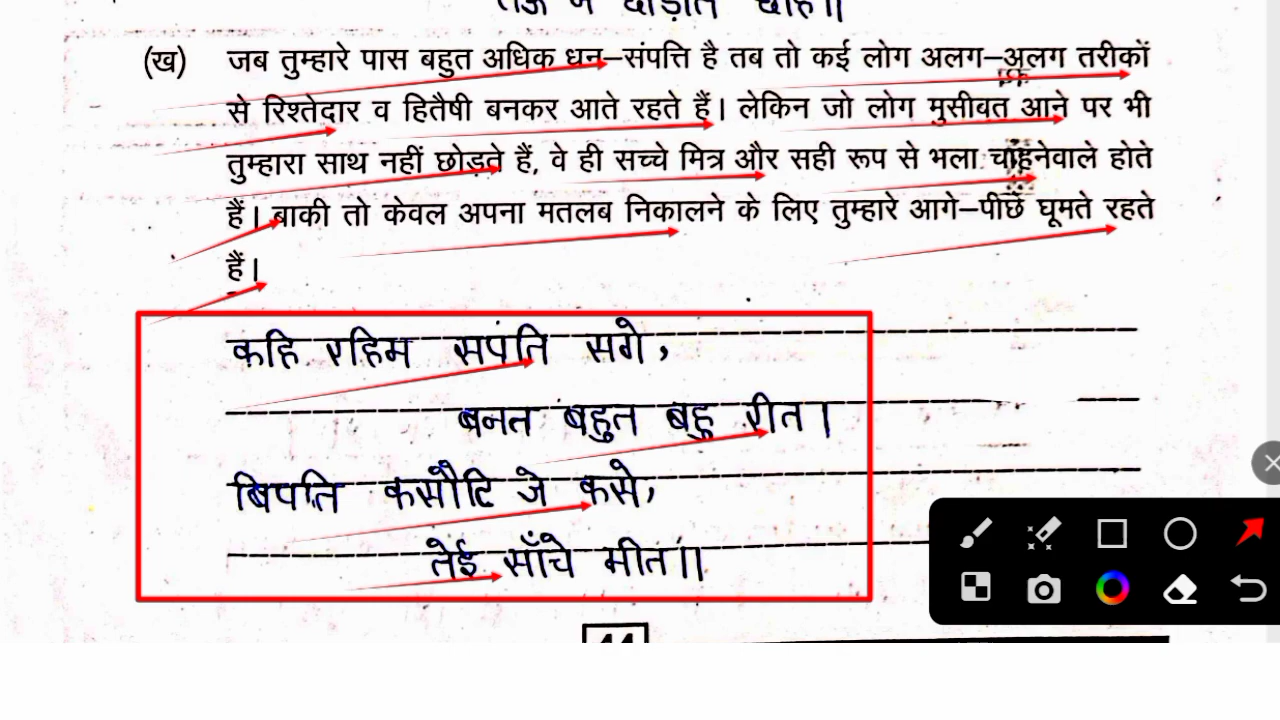 (ख) जब तुम्हारे पास बहुत अधिक धन–संपत्ति है तब तो कई लोग अलग–अलग तरीकों
से रिश्तेदार व हितैषी बनकर आते रहते हैं। लेकिन जो लोग मुसीबत आने पर भी
तुम्हारा साथ नहीं छोड़ते हैं, वे ही सच्चे मित्र और सही रूप से भला चाहनेवाले होते
हैं। बाकी तो केवल अपना मतलब निकालने के लिए तुम्हारे आगे–पीछे घूमते रहते
हैं।
कहि रहिम संपति सगे,
बनत बहुत बहु रीत।
बिपति कसौटि जे कसे,
तेई साँचे मीत॥